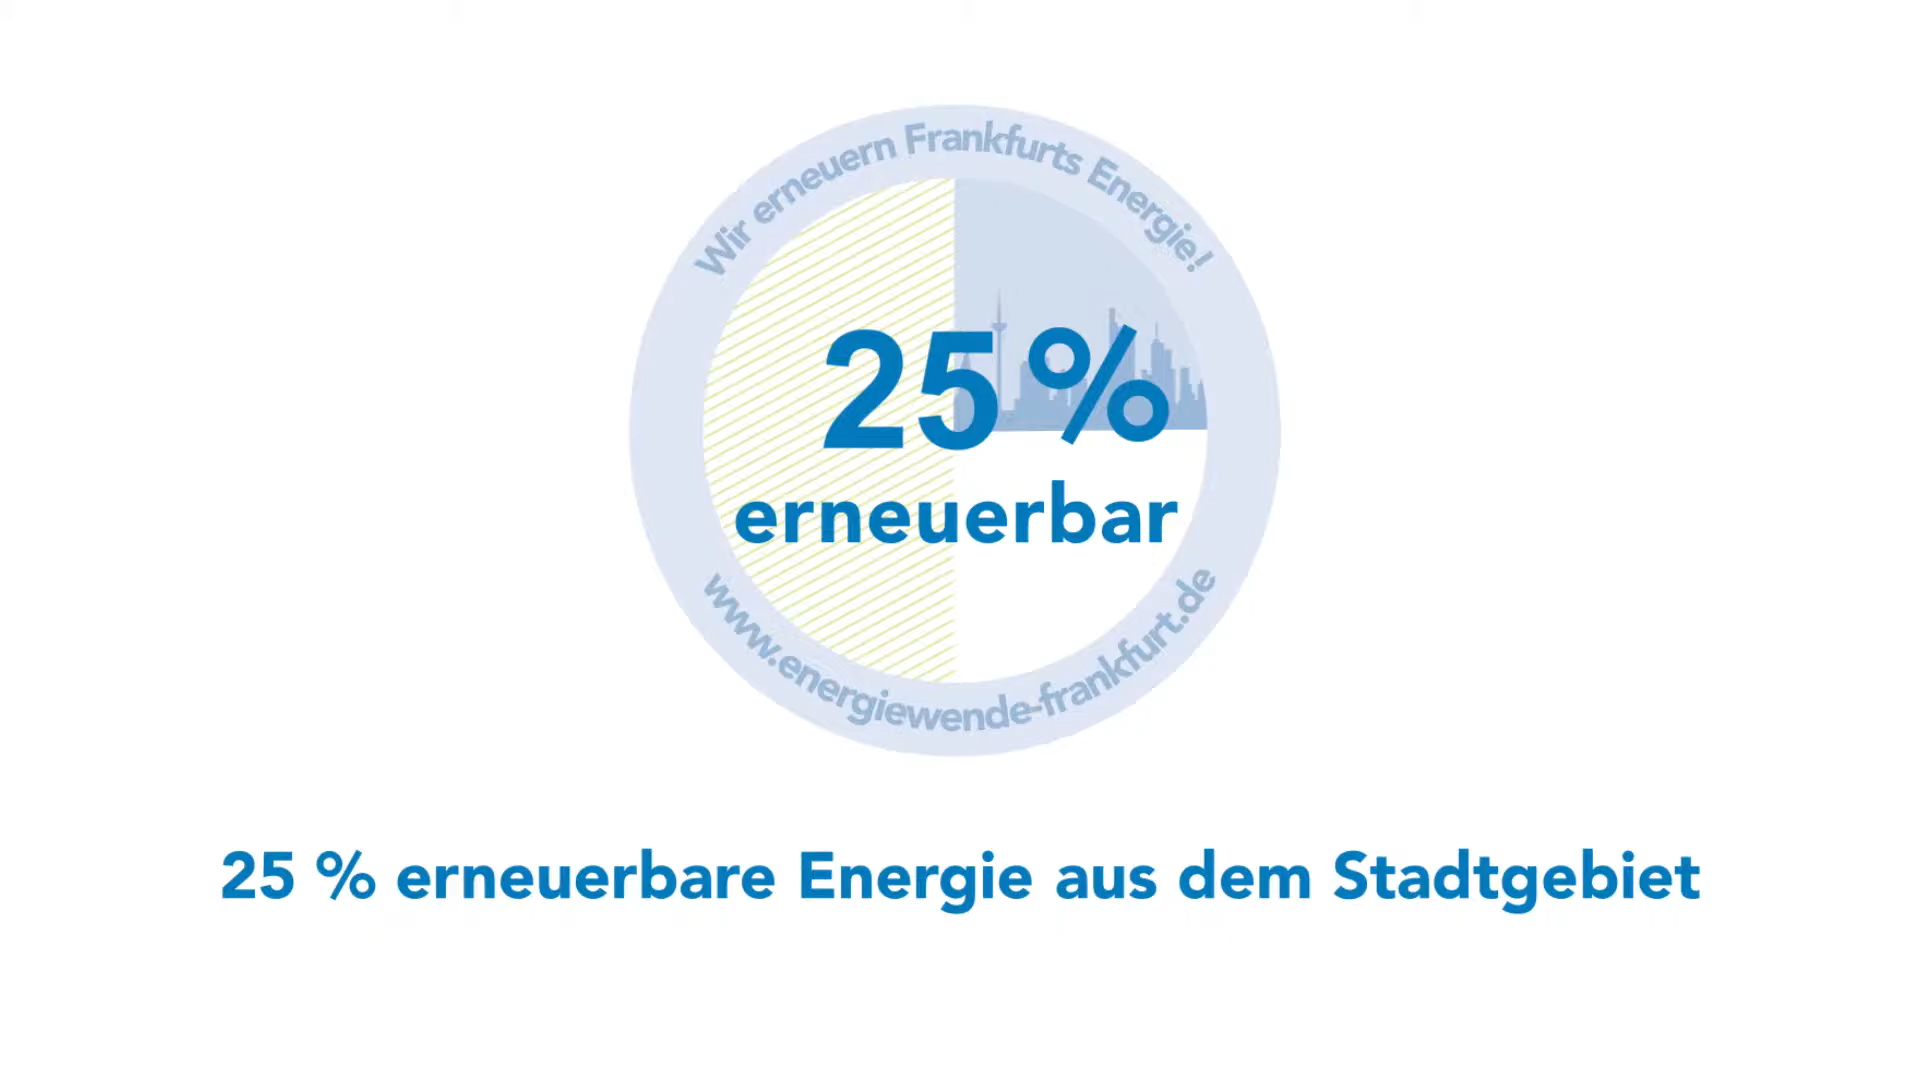 Wir erneuern Frankfurts Energie!
25 %
erneuerbar
www.energiewende-frankfurt.de
25 % erneuerbare Energie aus dem Stadtgebiet